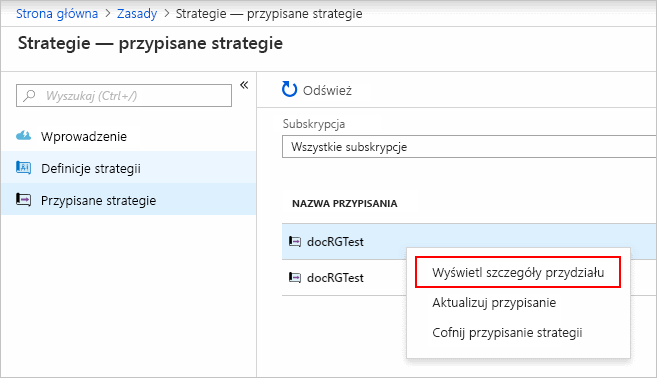 Strona główna > Zasady > Strategie — przypisane strategie
Strategie — przypisane strategie
Wyszukaj (Ctrl+/)
«
Wprowadzenie
Definicje strategii
Przypisane strategie
Odśwież
Subskrypcja
Wszystkie subskrypcje
NAZWA PRZYPISANIA
docRGTest
docRGTest
Wyświetl szczegóły przydziału
Aktualizuj przypisanie
Cofnij przypisanie strategii